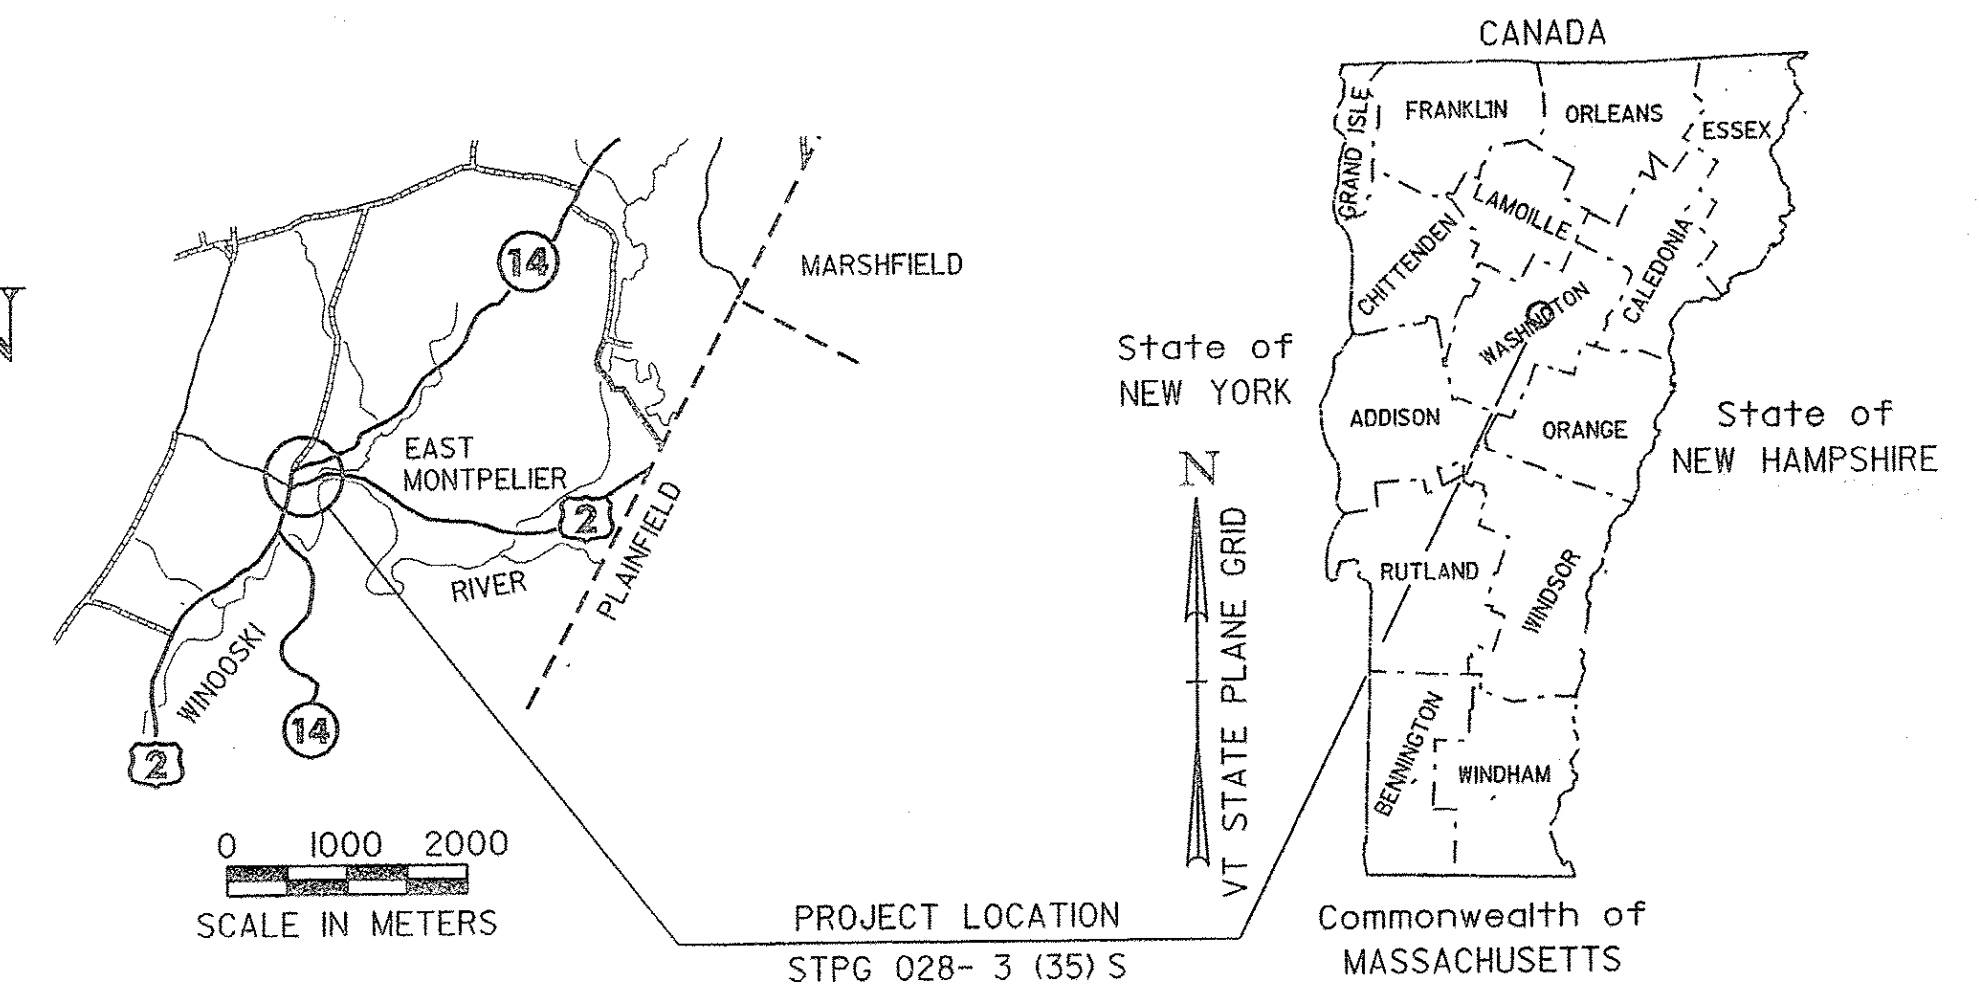 CANADA
GRAND ISLE
FRANKLIN
ORLEANS
ESSEX
LAMOILLE
CHITTENDEN
CALEDONIA
WASHINGTON
14
MARSHFIELD
N
State of
NEW YORK
ADDISON
ORANGE
State of
NEW HAMPSHIRE
EAST
MONTPELIER
2
PLAINFIELD
RIVER
WINOOSKI
14
2
N
VT STATE PLANE GRID
RUTLAND
WINDSOR
BENNINGTON
WINDHAM
0 1000 2000
SCALE IN METERS
PROJECT LOCATION
STPG 028- 3 (35) S
Commonwealth of
MASSACHUSETTS